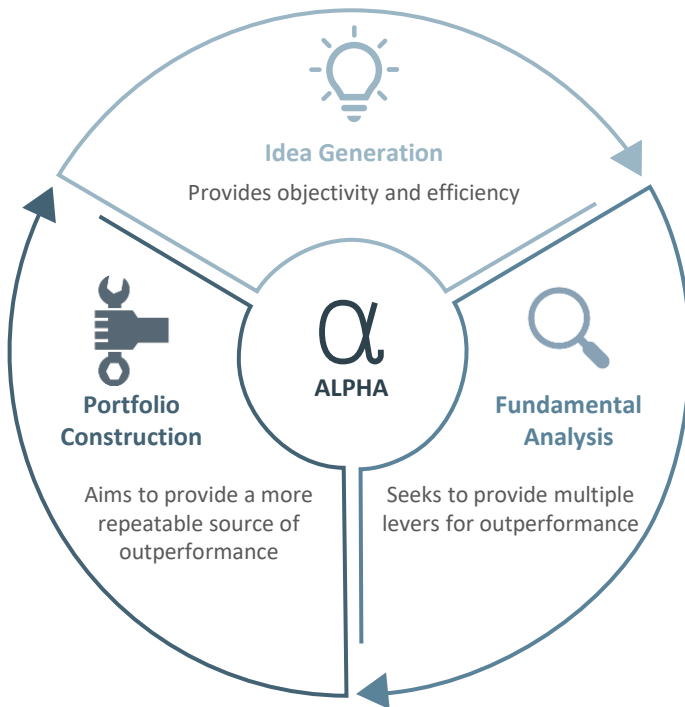 Idea Generation
Provides objectivity and efficiency
α
ALPHA
Portfolio
Construction
Aims to provide a more
repeatable source of
outperformance
Fundamental
Analysis
Seeks to provide multiple
levers for outperformance